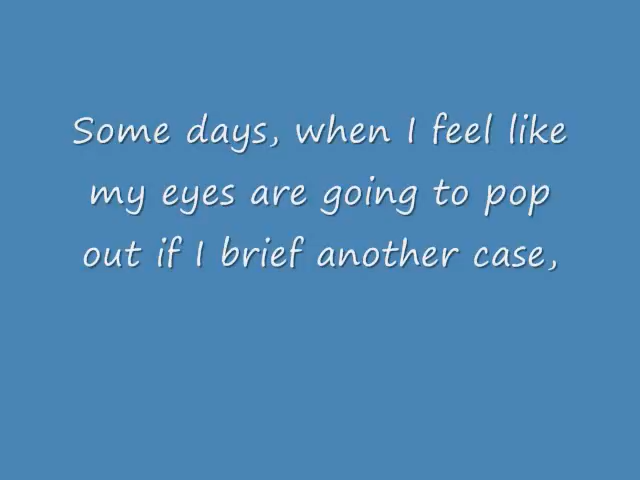 Some days, when I feel like
my eyes are going to pop
out if I brief another case,